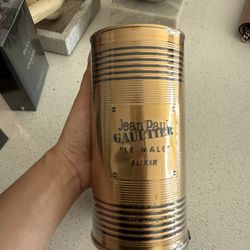 Jean Paul
GAULTIER
"LE MALE"
ELIXIR